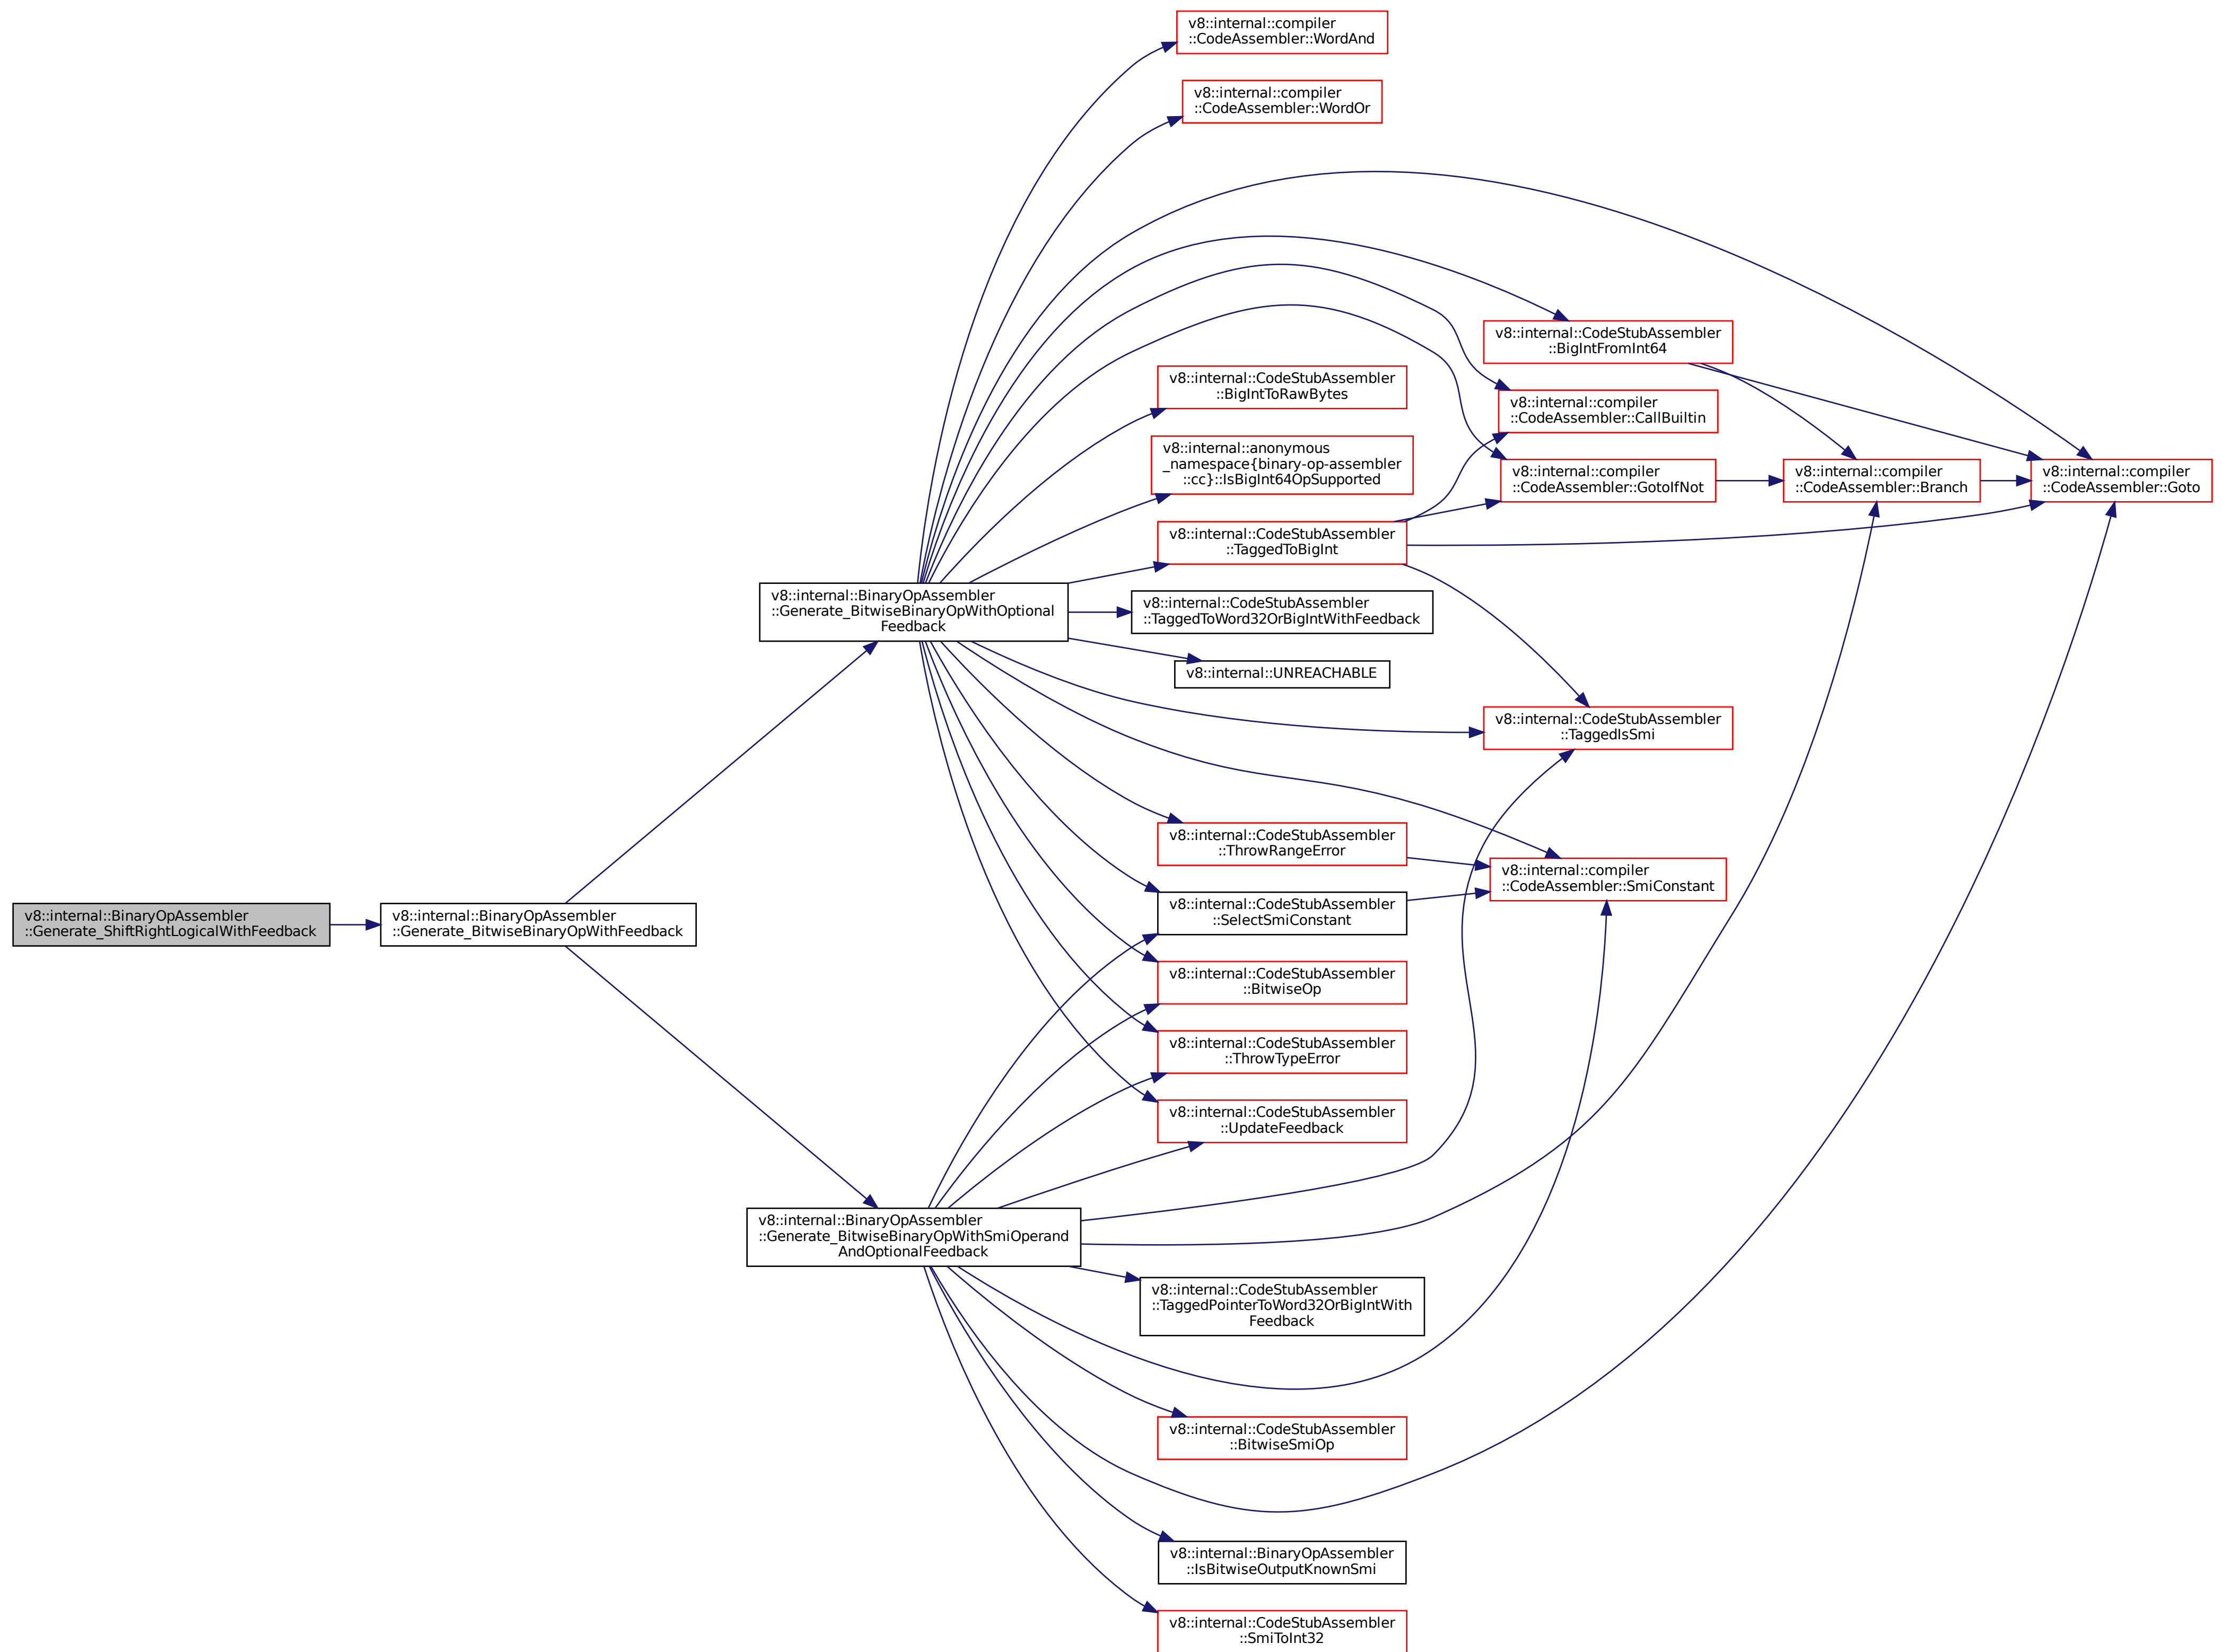 v8::internal::compiler
::CodeAssembler::WordAnd
v8::internal::compiler
::CodeAssembler::WordOr
v8::internal::CodeStubAssembler
::BigIntFromInt64
v8::internal::CodeStubAssembler
::BigIntToRawBytes
v8::internal::compiler
::CodeAssembler::CallBuiltin
v8::internal::anonymous
_namespace{binary-op-assembler
::cc}::IsBigInt64OpSupported
v8::internal::compiler
::CodeAssembler::GotoIfNot
v8::internal::compiler
::CodeAssembler::Branch
v8::internal::compiler
::CodeAssembler::Goto
v8::internal::CodeStubAssembler
::TaggedToBigInt
v8::internal::BinaryOpAssembler
::Generate_BitwiseBinaryOpWithOptional
Feedback
v8::internal::CodeStubAssembler
::TaggedToWord32OrBigIntWithFeedback
v8::internal::UNREACHABLE
v8::internal::CodeStubAssembler
::TaggedIsSmi
v8::internal::CodeStubAssembler
::ThrowRangeError
v8::internal::compiler
::CodeAssembler::SmiConstant
v8::internal::BinaryOpAssembler
::Generate_ShiftRightLogicalWithFeedback
v8::internal::BinaryOpAssembler
::Generate_BitwiseBinaryOpWithFeedback
v8::internal::CodeStubAssembler
::SelectSmiConstant
v8::internal::CodeStubAssembler
::BitwiseOp
v8::internal::CodeStubAssembler
::ThrowTypeError
v8::internal::CodeStubAssembler
::UpdateFeedback
v8::internal::BinaryOpAssembler
::Generate_BitwiseBinaryOpWithSmiOperand
AndOptionalFeedback
v8::internal::CodeStubAssembler
::TaggedPointerToWord32OrBigIntWith
Feedback
v8::internal::CodeStubAssembler
::BitwiseSmiOp
v8::internal::BinaryOpAssembler
::IsBitwiseOutputKnownSmi
v8::internal::CodeStubAssembler
::SmiToInt32